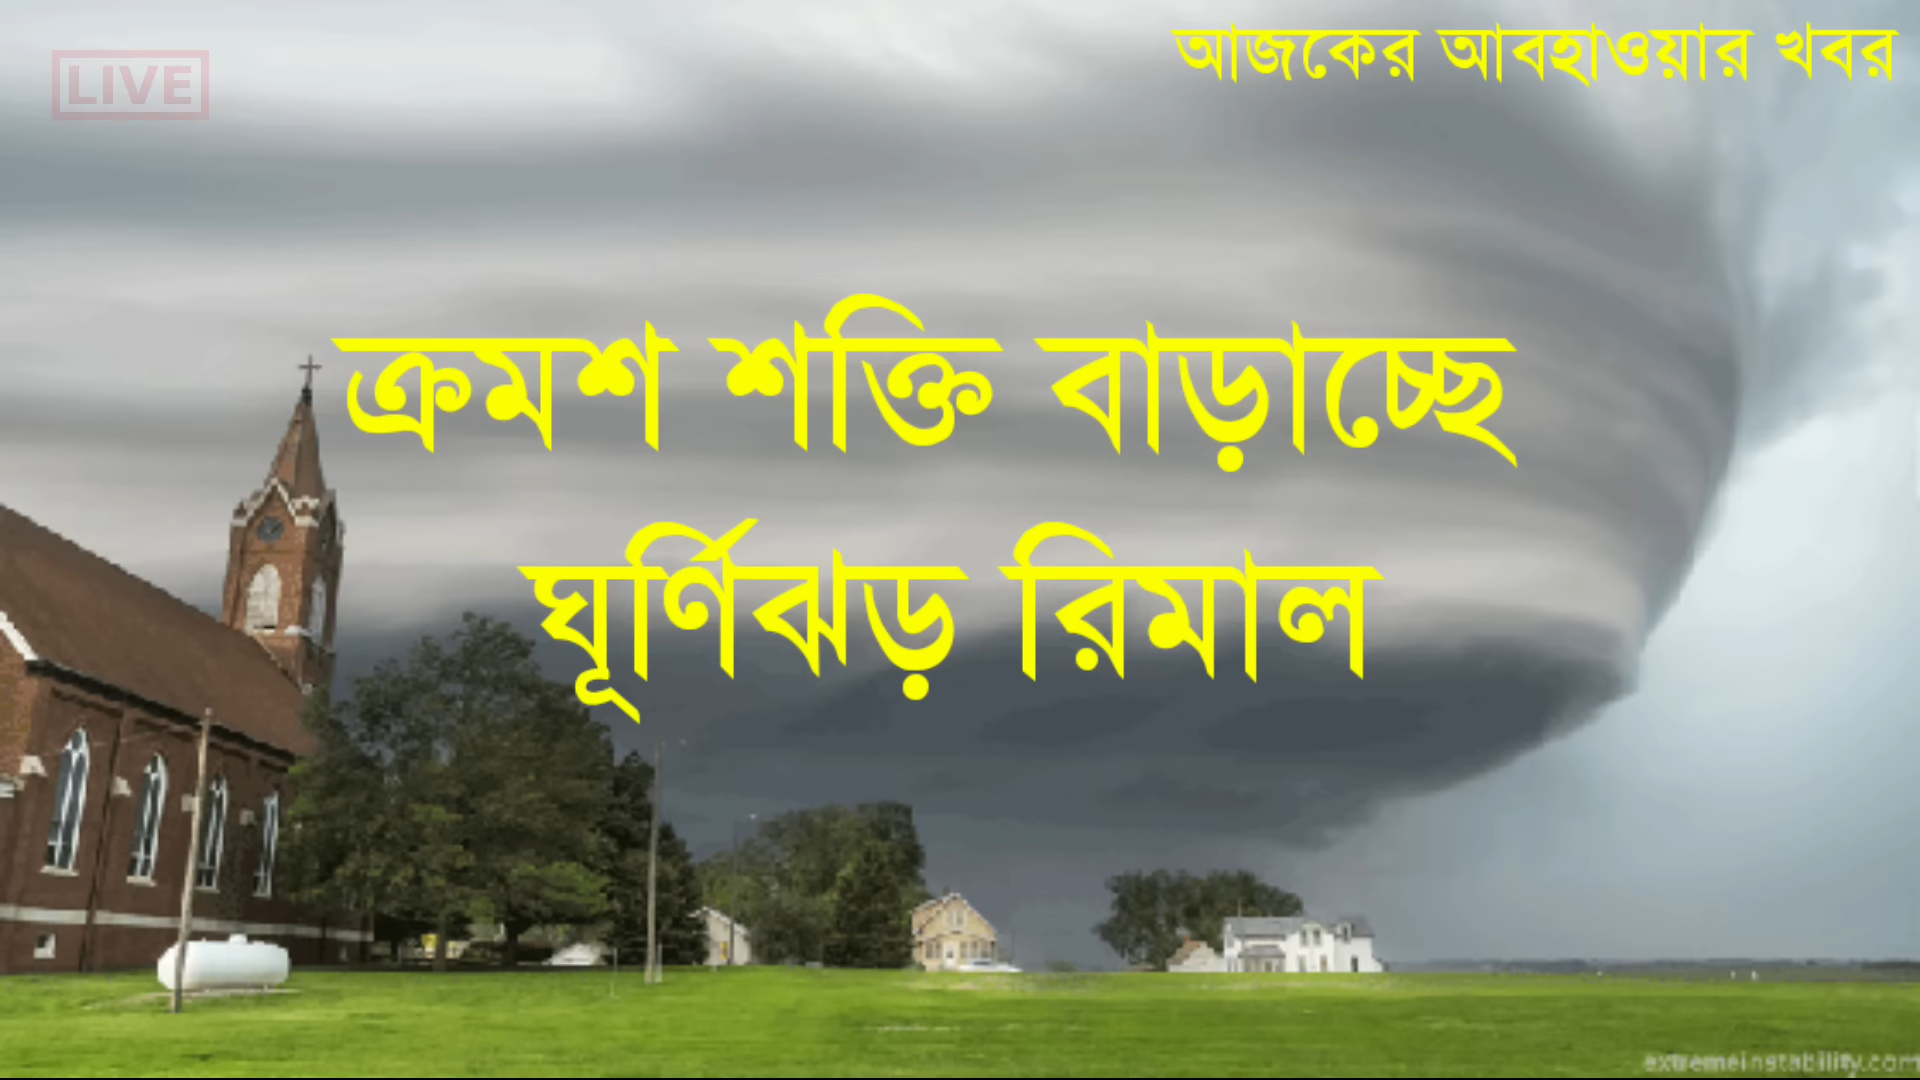 LIVE
আজকের আবহাওয়ার খবর
ক্রমশ শক্তি বাড়াচ্ছে
ঘূর্ণিঝড় রিমাল
extremeinstability.com